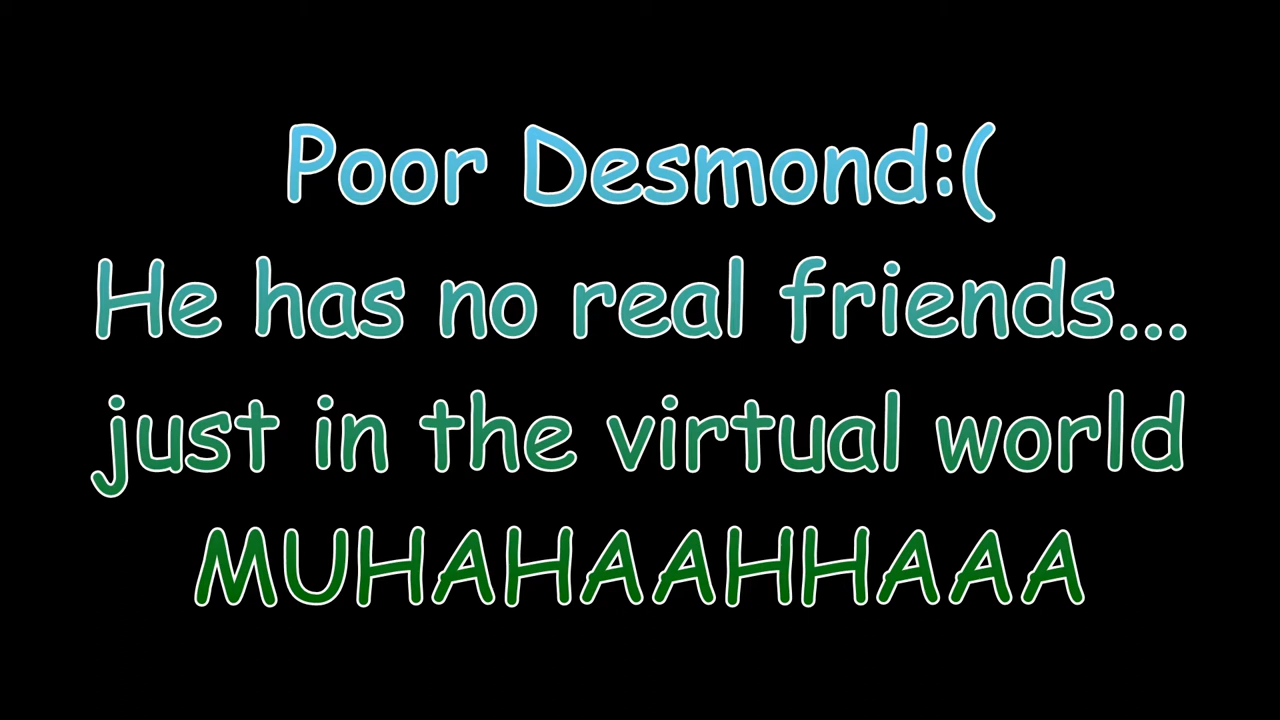 Poor Desmond:(
He has no real friends...
just in the virtual world
MUHAHAAHHAAA